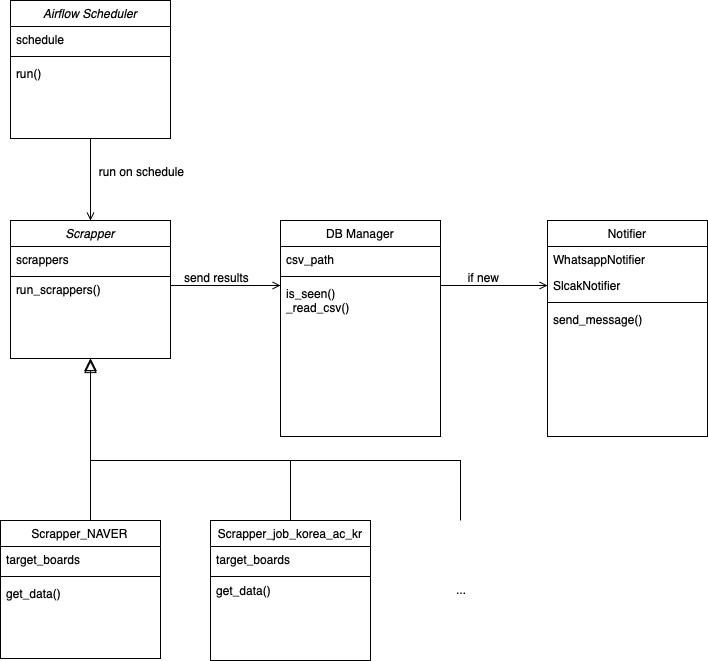 Airflow Scheduler
schedule
run()
run on schedule
Scrapper
scrappers
run_scrappers()
send results
DB Manager
csv_path
is_seen()
_read_csv()
if new
Notifier
WhatsappNotifier
SlcakNotifier
send_message()
Scrapper_NAVER
target_boards
get_data()
Scrapper_job_korea_ac_kr
target_boards
get_data()
...